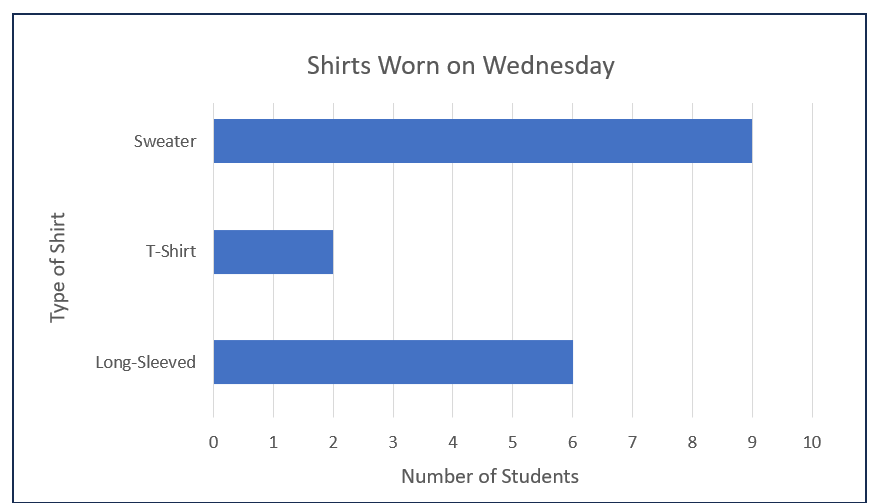 Shirts Worn on Wednesday
Type of Shirt
Sweater
T-Shirt
Long-Sleeved
0 1 2 3 4 5 6 7 8 9 10
Number of Students